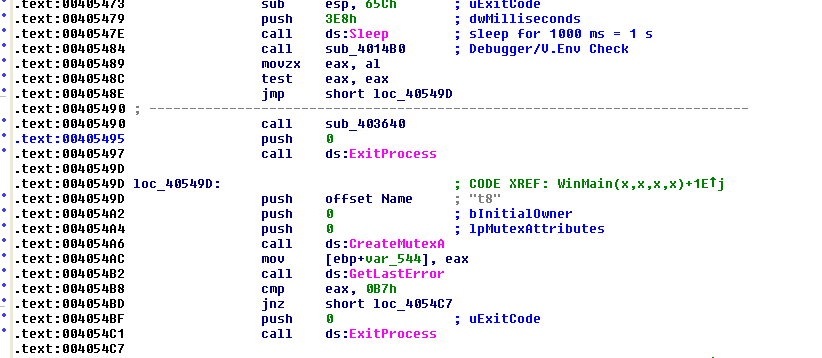 .text:00405473 sub esp, 65Ch ; uExitCode
.text:00405479 push 3E8h ; dwMilliseconds
.text:0040547E call ds:Sleep ; sleep for 1000 ms = 1 s
.text:00405484 call sub_4014B0 ; Debugger/V.Env Check
.text:00405489 movzx eax, al
.text:0040548C test eax, eax
.text:0040548E jmp short loc_40549D
.text:00405490 ; ---------------------------------------------------------------------------
.text:00405490 call sub_403640
.text:00405495 push 0
.text:00405497 call ds:ExitProcess
.text:0040549D
.text:0040549D loc_40549D: ; CODE XREF: WinMain(x,x,x,x)+1E↑j
.text:0040549D push offset Name ; "t8"
.text:004054A2 push 0 ; bInitialOwner
.text:004054A4 push 0 ; lpMutexAttributes
.text:004054A6 call ds:CreateMutexA
.text:004054AC mov [ebp+var_544], eax
.text:004054B2 call ds:GetLastError
.text:004054B8 cmp eax, 0B7h
.text:004054BD jnz short loc_4054C7
.text:004054BF push 0 ; uExitCode
.text:004054C1 call ds:ExitProcess
.text:004054C7